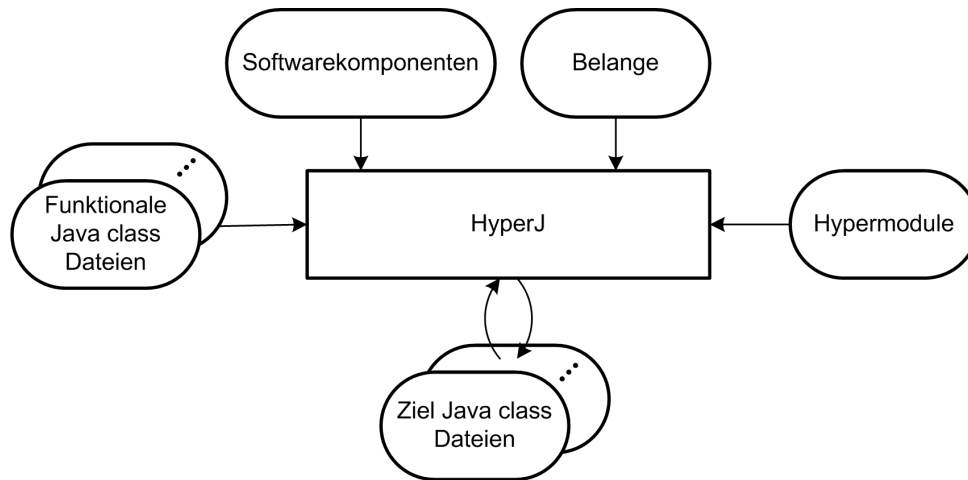 Softwarekomponenten
Belange
Funktionale
Java class
Dateien
HyperJ
Hypermodule
Ziel Java class
Dateien